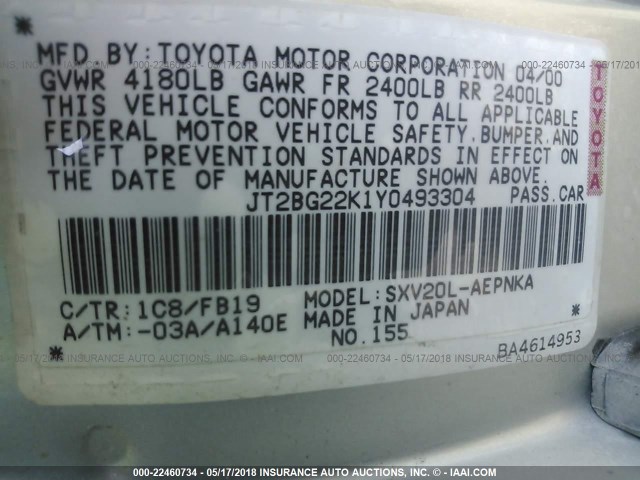 MFD BY: TOYOTA MOTOR CORPORATION 04/00
GVWR 4180LB GAWR FR 2400LB RR 2400LB
THIS VEHICLE CONFORMS TO ALL APPLICABLE
FEDERAL MOTOR VEHICLE SAFETY, BUMPER, AND
THEFT PREVENTION STANDARDS IN EFFECT ON
THE DATE OF MANUFACTURE SHOWN ABOVE.
JT2BG22K1Y0493304 PASS. CAR
TOYOTA
C/TR: 1C8/FB19 MODEL: SXV20L-AEPNKA
A/TM: -03A/A140E MADE IN JAPAN
NO. 155
BA4614953
000-22460734 - 05/17/2018 INSURANCE AUTO AUCTIONS, INC. - © - IAAI.COM